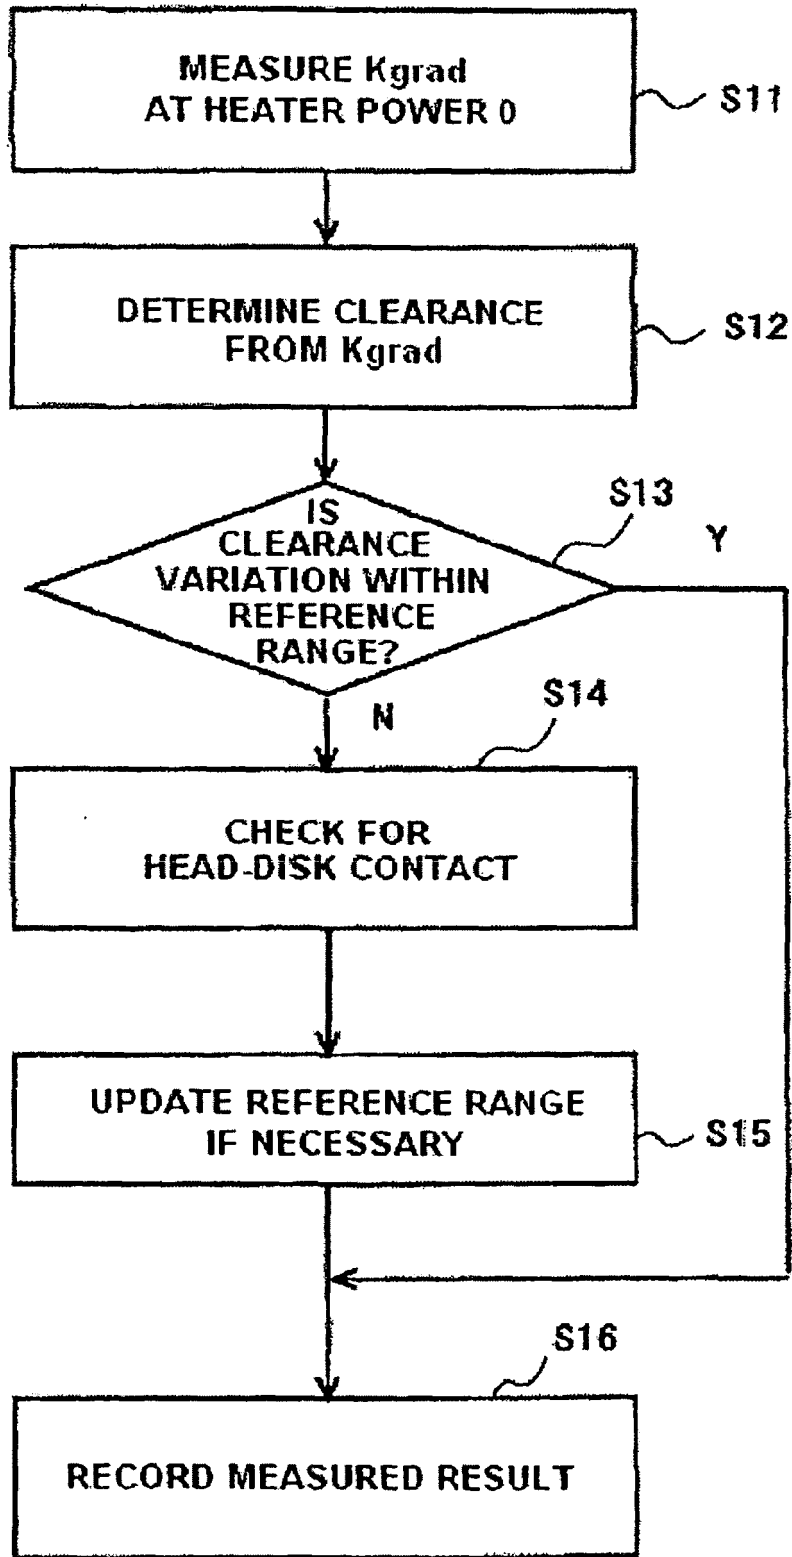 MEASURE Kgrad
AT HEATER POWER 0
S11
DETERMINE CLEARANCE
FROM Kgrad
S12
IS
CLEARANCE
VARIATION WITHIN
REFERENCE
RANGE?
S13
Y
N
S14
CHECK FOR
HEAD-DISK CONTACT
UPDATE REFERENCE RANGE
IF NECESSARY
S15
S16
RECORD MEASURED RESULT